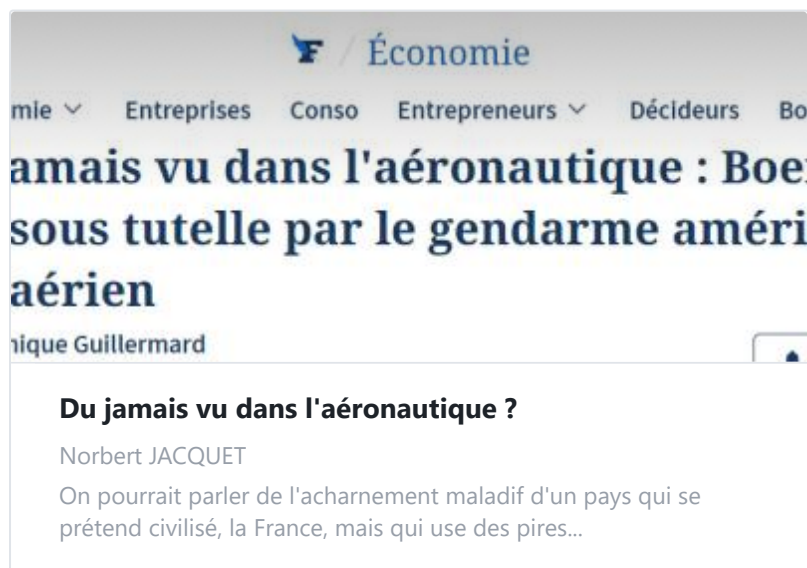 F / Économie
mie Entreprises Conso Entrepreneurs Décideurs Bo
amais vu dans l'aéronautique : Boe
sous tutelle par le gendarme améri
aérien
nique Guillermard
Du jamais vu dans l'aéronautique ?
Norbert JACQUET
On pourrait parler de l'acharnement maladif d'un pays qui se
prétend civilisé, la France, mais qui use des pires...